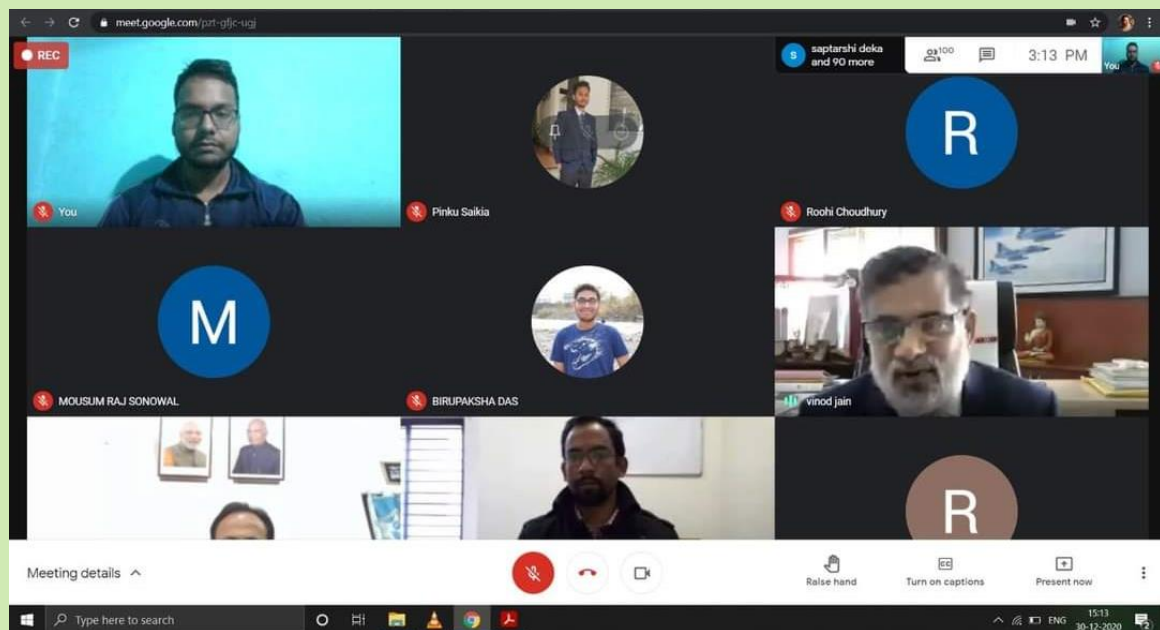 meet.google.com/pzt-gfjc-ugj
REC
saptarshi deka
and 90 more
S
100
3:13 PM
You
R
You
Pinku Saikia
Roohi Choudhury
M
MOUSUM RAJ SONOWAL
BIRUPAKSHA DAS
vinod jain
R
Meeting details
Raise hand
CC
Turn on captions
Present now
Type here to search
ENG
15:13
30-12-2020
2